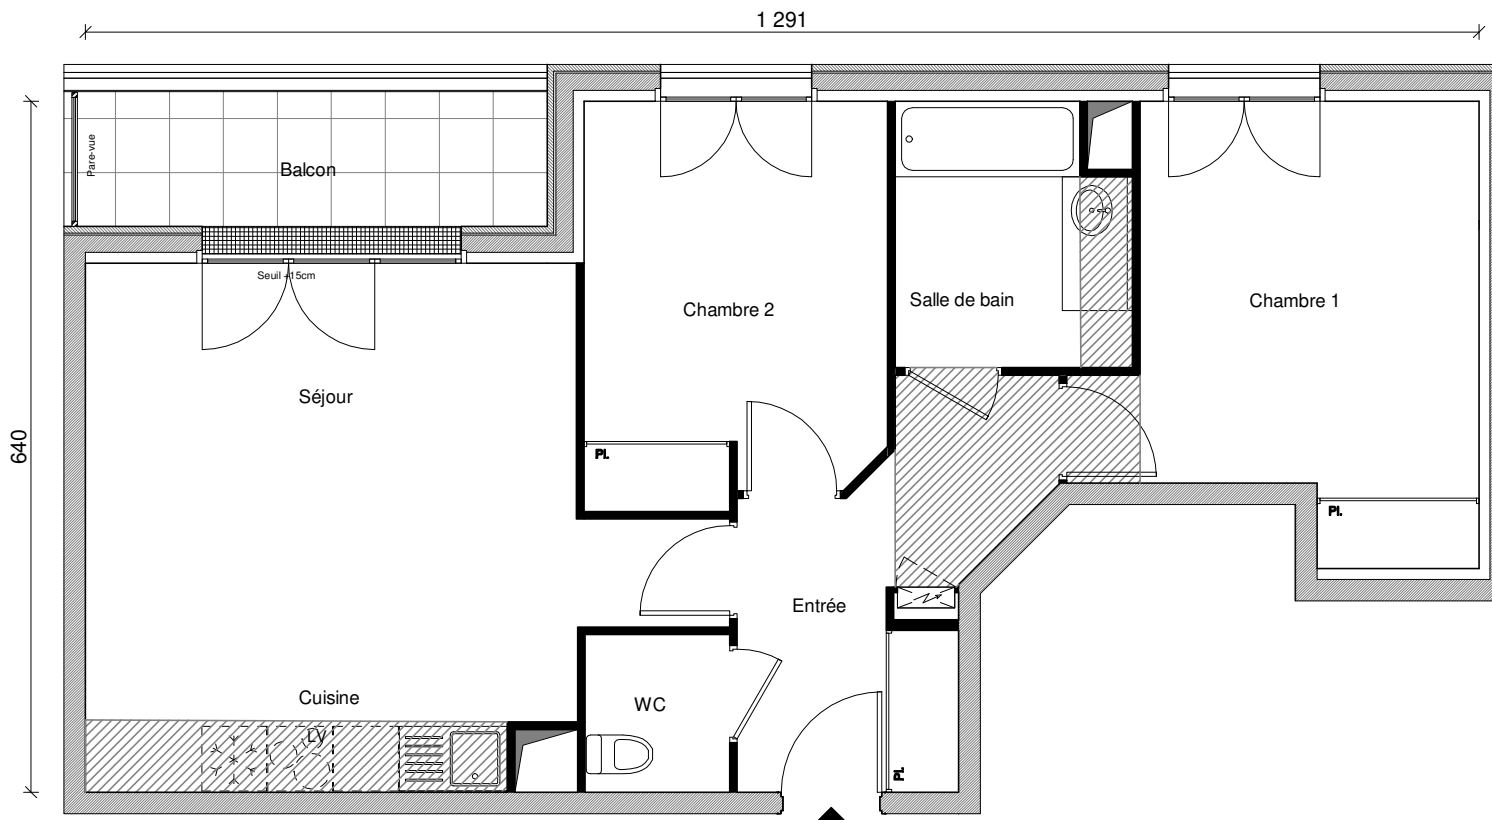 1 291
Pare-vue
Balcon
Seuil +15cm
Chambre 2
Salle de bain
Chambre 1
640
Séjour
Pl.
Pl.
Entrée
Cuisine
WC
Ly
Pl.